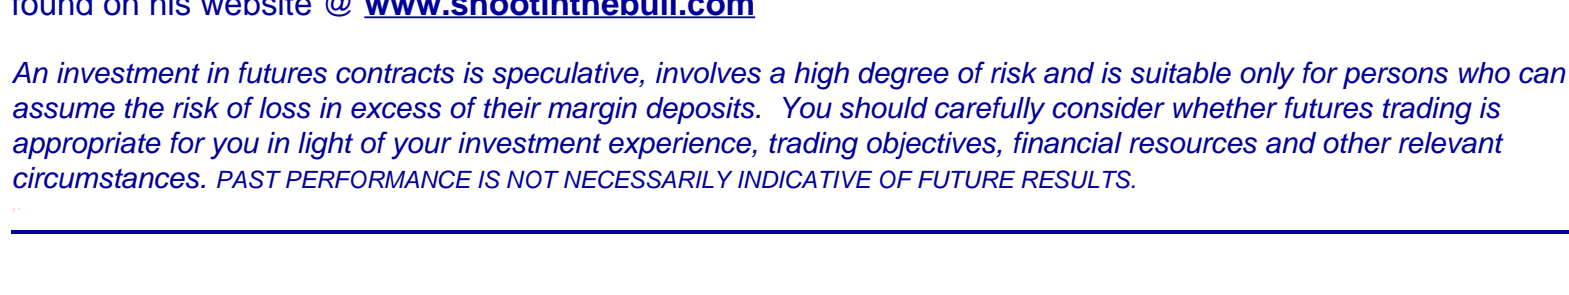 found on his website @ www.shootinthebull.com
An investment in futures contracts is speculative, involves a high degree of risk and is suitable only for persons who can
assume the risk of loss in excess of their margin deposits.  You should carefully consider whether futures trading is
appropriate for you in light of your investment experience, trading objectives, financial resources and other relevant
circumstances. PAST PERFORMANCE IS NOT NECESSARILY INDICATIVE OF FUTURE RESULTS.